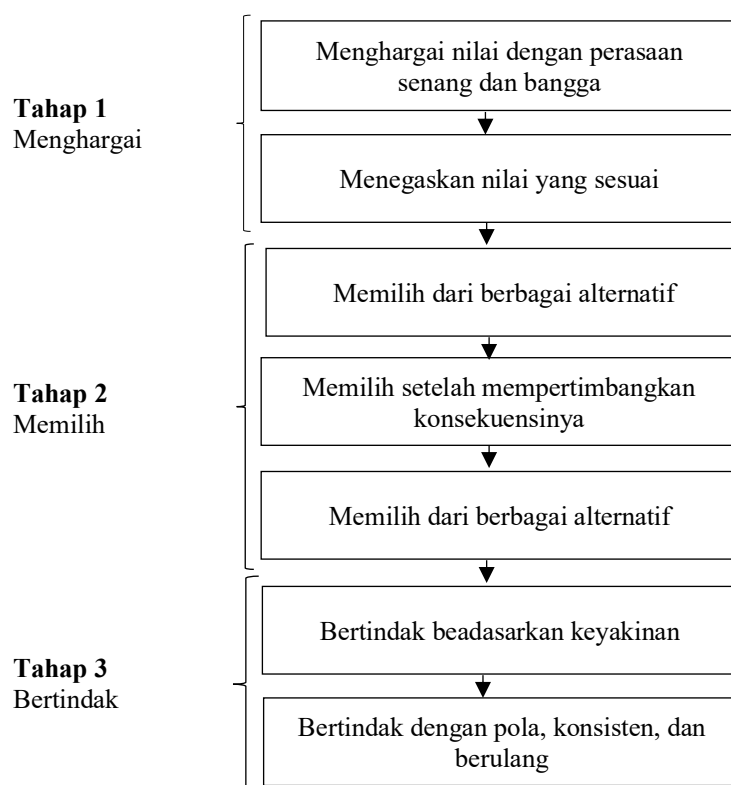 Tahap 1
Menghargai
Menghargai nilai dengan perasaan
senang dan bangga
Menegaskan nilai yang sesuai
Tahap 2
Memilih
Memilih dari berbagai alternatif
Memilih setelah mempertimbangkan
konsekuensinya
Memilih dari berbagai alternatif
Tahap 3
Bertindak
Bertindak beadasarkan keyakinan
Bertindak dengan pola, konsisten, dan
berulang